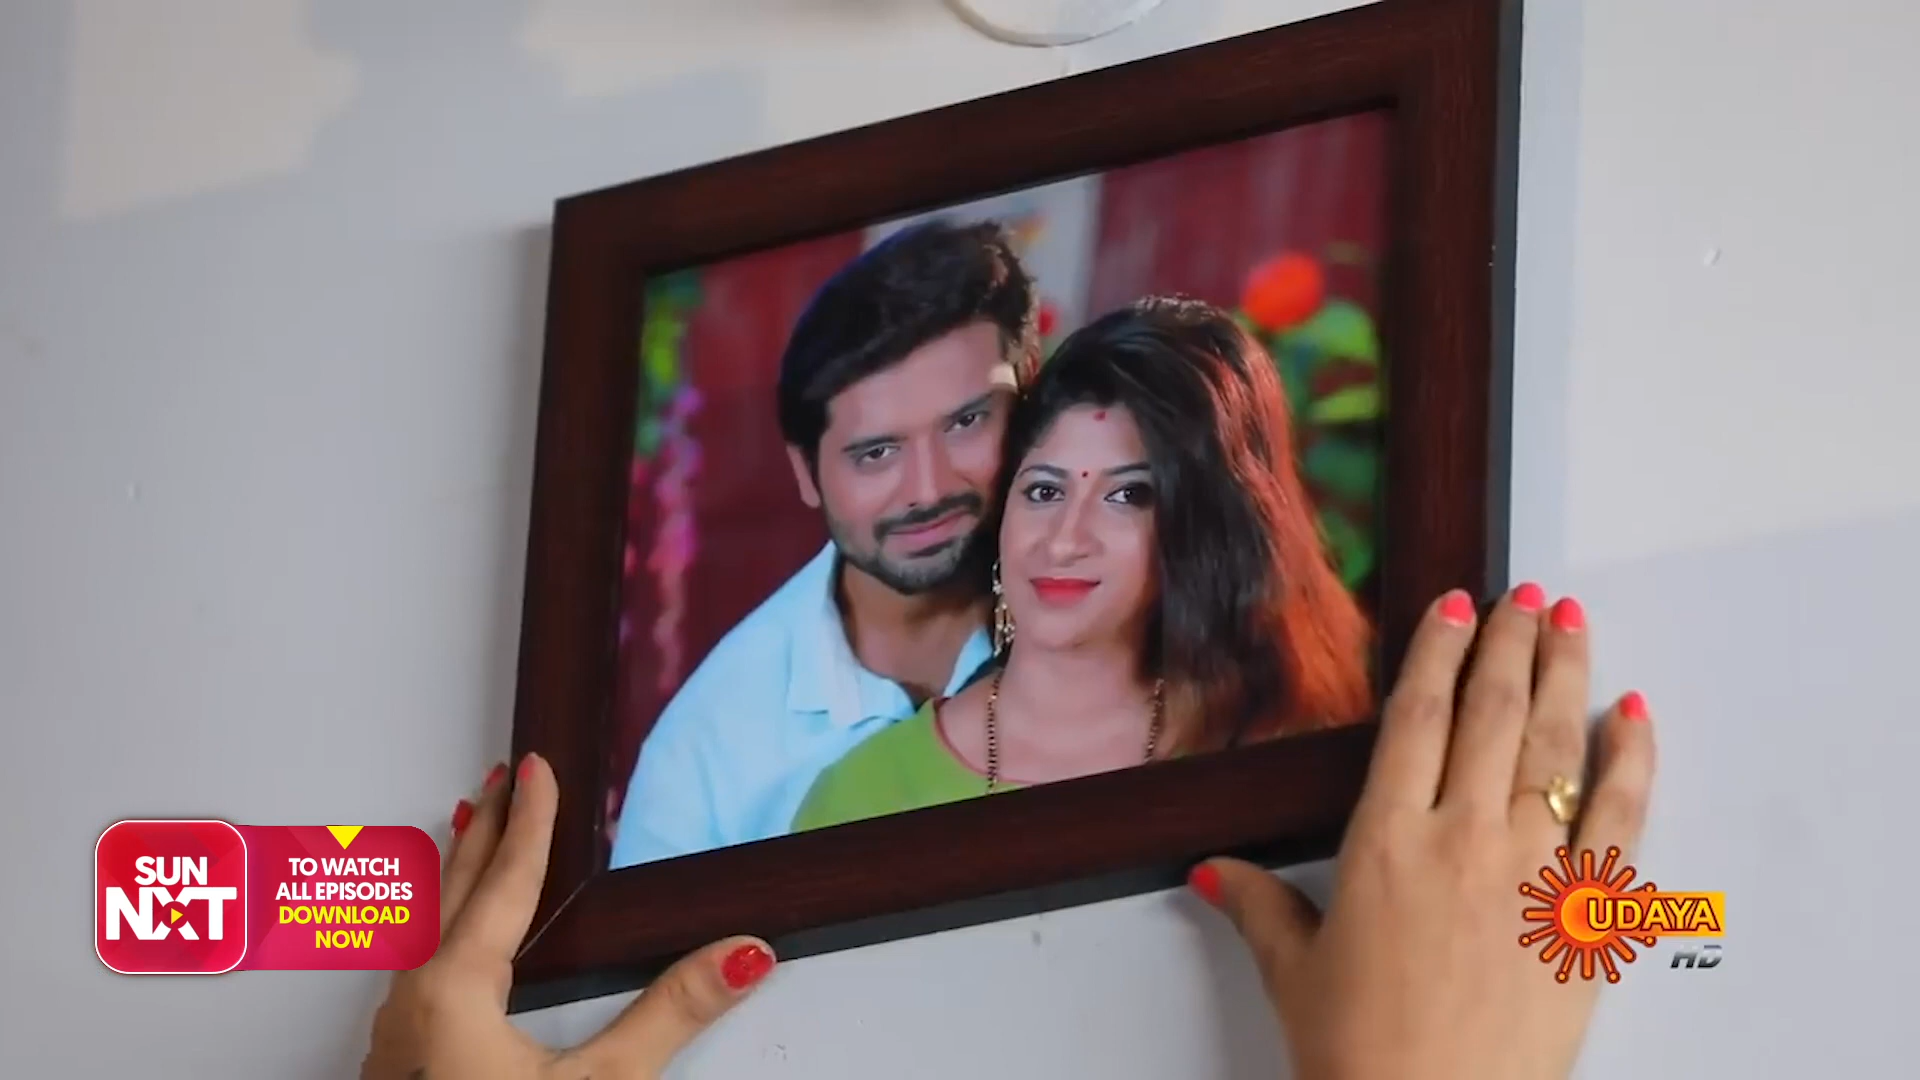 SUN
NXT
TO WATCH
ALL EPISODES
DOWNLOAD
NOW
UDAYA
HD